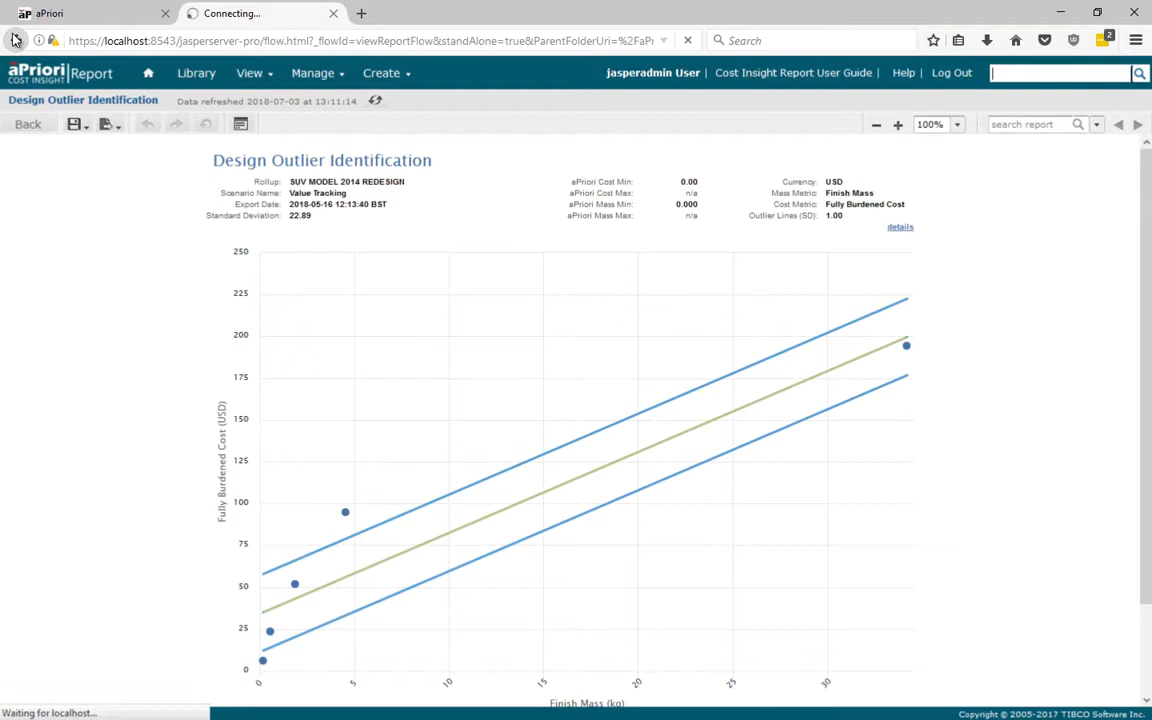 aP aPriori
Connecting...
https://localhost:8543/jasperserver-pro/flow.html?_flowId=viewReportFlow&standAlone=true&ParentFolderUri=%2FaPr
Search
2
aPriori COST INSIGHT Report
Library
View
Manage
Create
jasperadmin User
Cost Insight Report User Guide
Help
Log Out
Design Outlier Identification
Data refreshed 2018-07-03 at 13:11:14
Back
100%
search report
Design Outlier Identification
Rollup: SUV MODEL 2014 REDESIGN
aPriori Cost Min: 0.00
Currency: USD
Scenario Name: Value Tracking
aPriori Cost Max: n/a
Mass Metric: Finish Mass
Export Date: 2018-05-16 12:13:40 BST
aPriori Mass Min: 0.000
Cost Metric: Fully Burdened Cost
Standard Deviation: 22.89
aPriori Mass Max: n/a
Outlier Lines (SD): 1.00
details
250
225
200
175
150
125
100
75
50
25
0
Fully Burdened Cost (USD)
0
5
10
15
20
25
30
Finish Mass (kg)
Waiting for localhost...
Copyright © 2005-2017 TIBCO Software Inc.